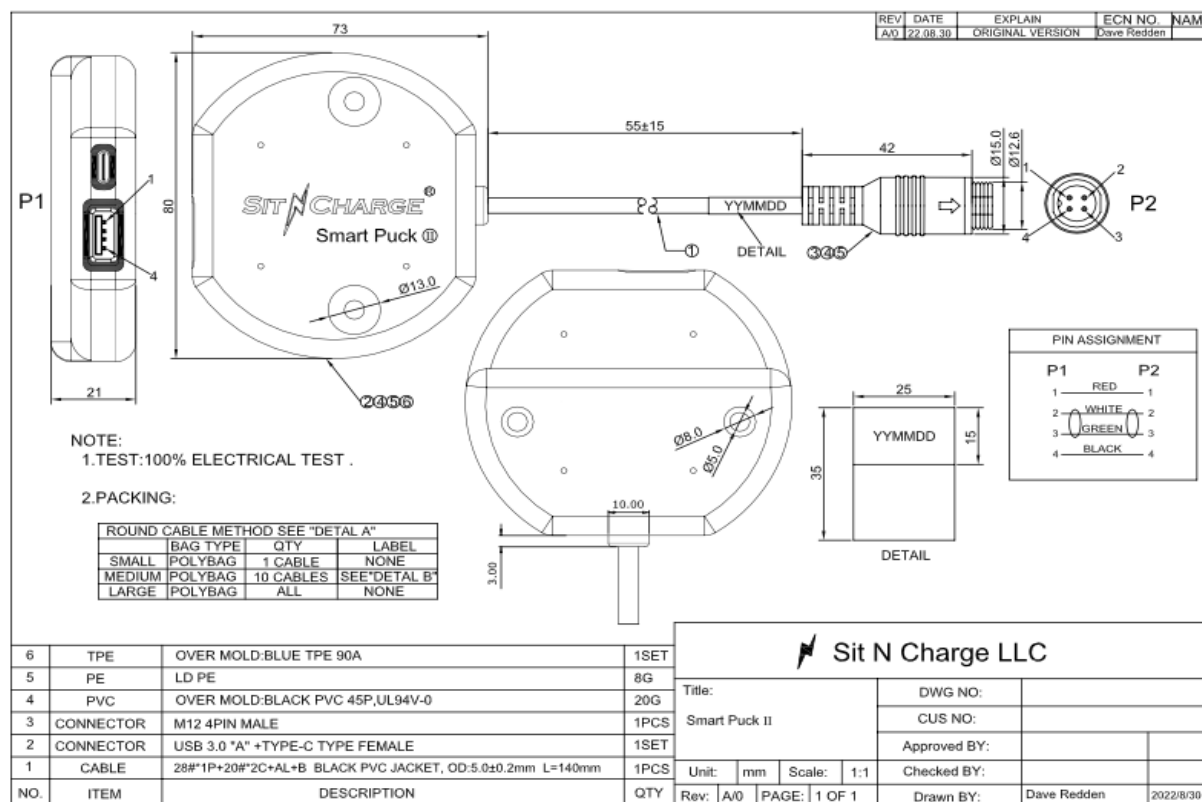 REV DATE EXPLAIN ECN NO. NAM
A/0 22.08.30 ORIGINAL VERSION Dave Redden
73
55±15
42
Ø15.0
Ø12.6
1 2
P1
1
80
SIT N CHARGE ®
Smart Puck II
YYMMDD
P2
4
Ø13.0
1
DETAIL
345
4 3
21
2456
PIN ASSIGNMENT
P1 P2
1 RED 1
2 WHITE 2
3 GREEN 3
4 BLACK 4
25
YYMMDD
15
35
DETAIL
Ø8.0
Ø5.0
10.00
3.00
NOTE:
1.TEST:100% ELECTRICAL TEST .
2.PACKING:
ROUND CABLE METHOD SEE "DETAL A"
BAG TYPE QTY LABEL
SMALL POLYBAG 1 CABLE NONE
MEDIUM POLYBAG 10 CABLES SEE"DETAL B"
LARGE POLYBAG ALL NONE
6 TPE OVER MOLD:BLUE TPE 90A 1SET
5 PE LD PE 8G
4 PVC OVER MOLD:BLACK PVC 45P,UL94V-0 20G
3 CONNECTOR M12 4PIN MALE 1PCS
2 CONNECTOR USB 3.0 "A" +TYPE-C TYPE FEMALE 1SET
1 CABLE 28#*1P+20#*2C+AL+B BLACK PVC JACKET, OD:5.0±0.2mm L=140mm 1PCS
NO. ITEM DESCRIPTION QTY
Sit N Charge LLC
Title:
Smart Puck II
DWG NO:
CUS NO:
Approved BY:
Unit: mm Scale: 1:1 Checked BY:
Rev: A/0 PAGE: 1 OF 1 Drawn BY: Dave Redden 2022/8/30